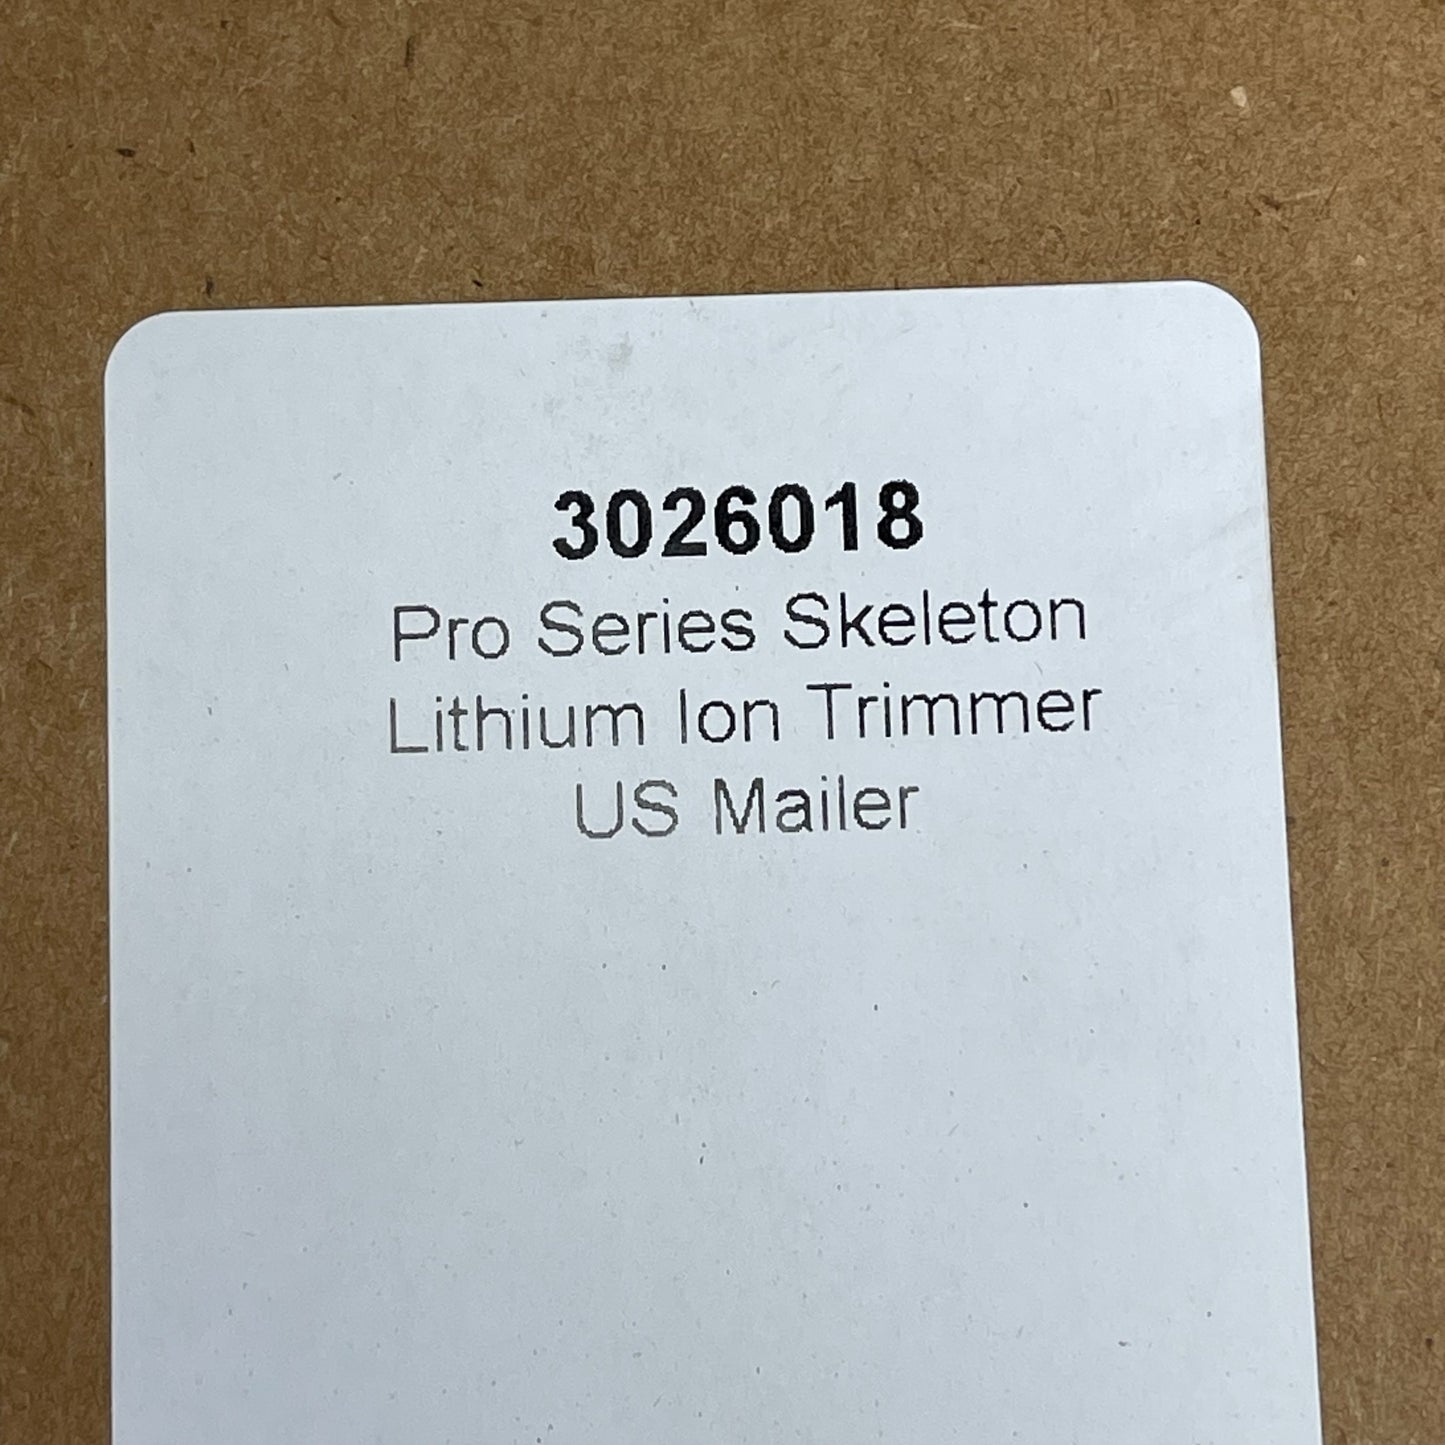 3026018
Pro Series Skeleton
Lithium Ion Trimmer
US Mailer